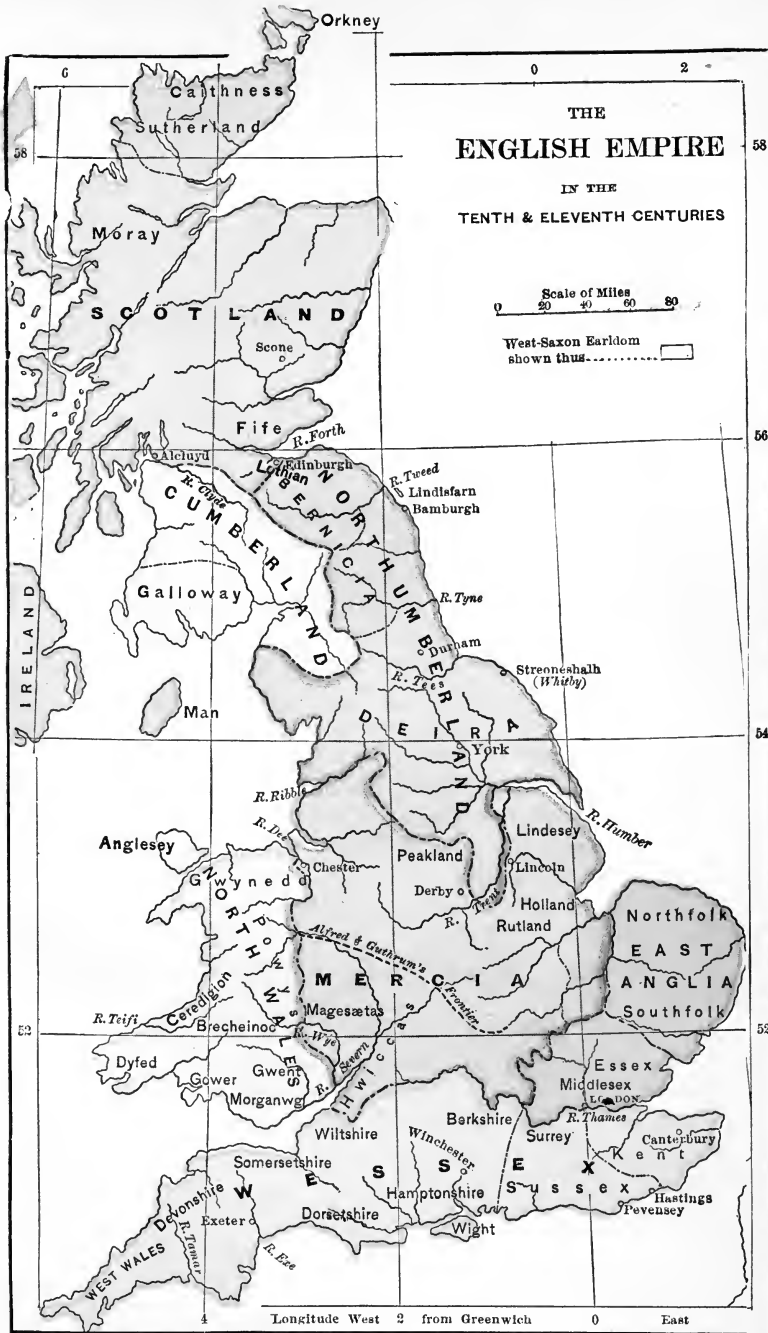 Orkney
6
0
2
THE
ENGLISH EMPIRE
IN THE
TENTH & ELEVENTH CENTURIES
Caithness
Sutherland
58
58
Moray
Scale of Miles
0 20 40 60 80
SCOTLAND
West-Saxon Earldom
shown thus
Scone
Fife
R. Forth
56
Alcluyd
Edinburgh
Lothian
R. Tweed
Lindisfarn
Bamburgh
R. Clyde
NORTHUMBERLAND
BERNICIA
CUMBERLAND
Galloway
R. Tyne
IRELAND
Durham
Streoneshalh
(Whitby)
R. Tees
Man
DEIRA
54
York
R. Ribble
R. Humber
Anglesey
R. Dee
Lindesey
Chester
Peakland
Lincoln
Gwynedd
Derby
R. Trent
Holland
Rutland
NORTH WALES
Powys
Alfred & Guthrum's Frontier
Northfolk
EAST
ANGLIA
Southfolk
MERCIA
Magesætas
R. Teifi
Ceredigion
52
52
Brecheinoc
R. Wye
Dyfed
Gower
Gwent
Morganwg
R. Severn
Hwiccas
Essex
Middlesex
LONDON
R. Thames
Berkshire
Wiltshire
Surrey
Canterbury
Kent
Winchester
Somersetshire
WESSEX
Sussex
Hamptonshire
Hastings
Pevensey
Devonshire
Exeter
Dorsetshire
Wight
WEST WALES
R. Tamar
R. Exe
4
Longitude West 2 from Greenwich
0
East